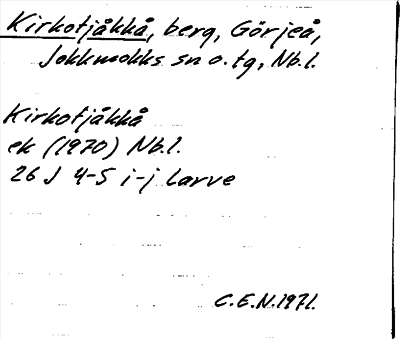 Kirkotjåkkå, berg, Görjeå,
Jokkmokks sn o. tg, Nb.l.
Kirkotjåkkå
ek (1970) Nb.l.
26 J 4-5 i-j Larve
C.E.N.1971.